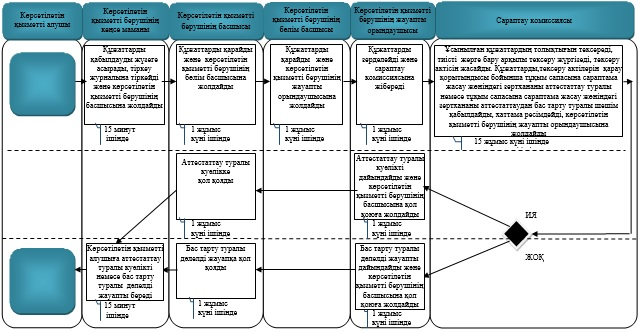 Көрсетілетін
қызметті алушы
Көрсетілетін
қызметті берушінің
кеңсе маманы
Көрсетілетін қызметті
берушінің басшысы
Көрсетілетін
қызметті берушінің
бөлім басшысы
Көрсетілетін қызметті
берушінің жауапты
орындаушысы
Сараптау комиссиясы
Құжаттарды
қабылдауды жүзеге
асырады, тіркеу
журналына тіркейді
және көрсетілетін
қызметті берушінің
басшысына жолдайды
15 минут
ішінде
Құжаттарды қарайды
және көрсетілетін
қызметті берушінің
бөлім басшысына
жолдайды
1 жұмыс
күні ішінде
Құжаттарды
қарайды және
көрсетілетін
қызметті берушінің
жауапты
орындаушысына
жолдайды
1 жұмыс
күні ішінде
Құжаттарды
зерделейді және
сараптау
комиссиясына
жібереді
1 жұмыс
күні ішінде
Ұсынылған құжаттардың толықтығын тексереді,
тиісті жерге бару арқылы тексеру жүргізеді, тексеру
актісін жасайды. Құжаттарды,тексеру актілерін қарау
қорытындысы бойынша тұқым сапасына сараптама
жасау жөніндегі зертхананы аттестаттау туралы
немесе тұқым сапасына сараптама жасау жөніндегі
зертхананы аттестаттаудан бас тарту туралы шешім
қабылдайды, хаттама ресімдейді, көрсетілетін
қызметті берушінің жауапты орындаушысына
жолдайды
15 жұмыс күні ішінде
Аттестаттау туралы
куәлікке
қол қояды
1 жұмыс
күні ішінде
Аттестаттау туралы
куәлікті
дайындайды және
көрсетілетін
қызметті берушінің
басшысына қол
қоюға жолдайды
1 жұмыс
күні ішінде
ИЯ
ЖОҚ
Көрсетілетін қызметті
алушыға аттестаттау
туралы куәлікті
немесе бас тарту
туралы дәлелді
жауапты береді
15 минут
ішінде
Бас тарту туралы
дәлелді жауапқа қол
қояды
1 жұмыс
күні ішінде
Бас тарту туралы
дәлелді жауапты
дайындайды және
көрсетілетін
қызметті берушінің
басшысына қол
қоюға жолдайды
1 жұмыс
күні ішінде